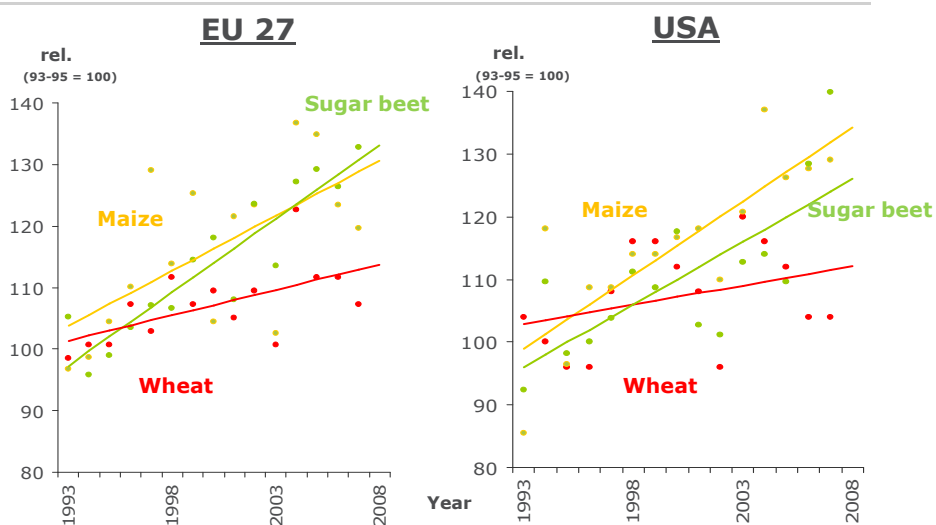 EU 27
rel.
(93-95 = 100)
140
130
120
110
100
90
80
Sugar beet
Maize
Wheat
1993
1998
2003
2008
Year
USA
rel.
(93-95 = 100)
140
130
120
110
100
90
80
Maize
Sugar beet
Wheat
1993
1998
2003
2008